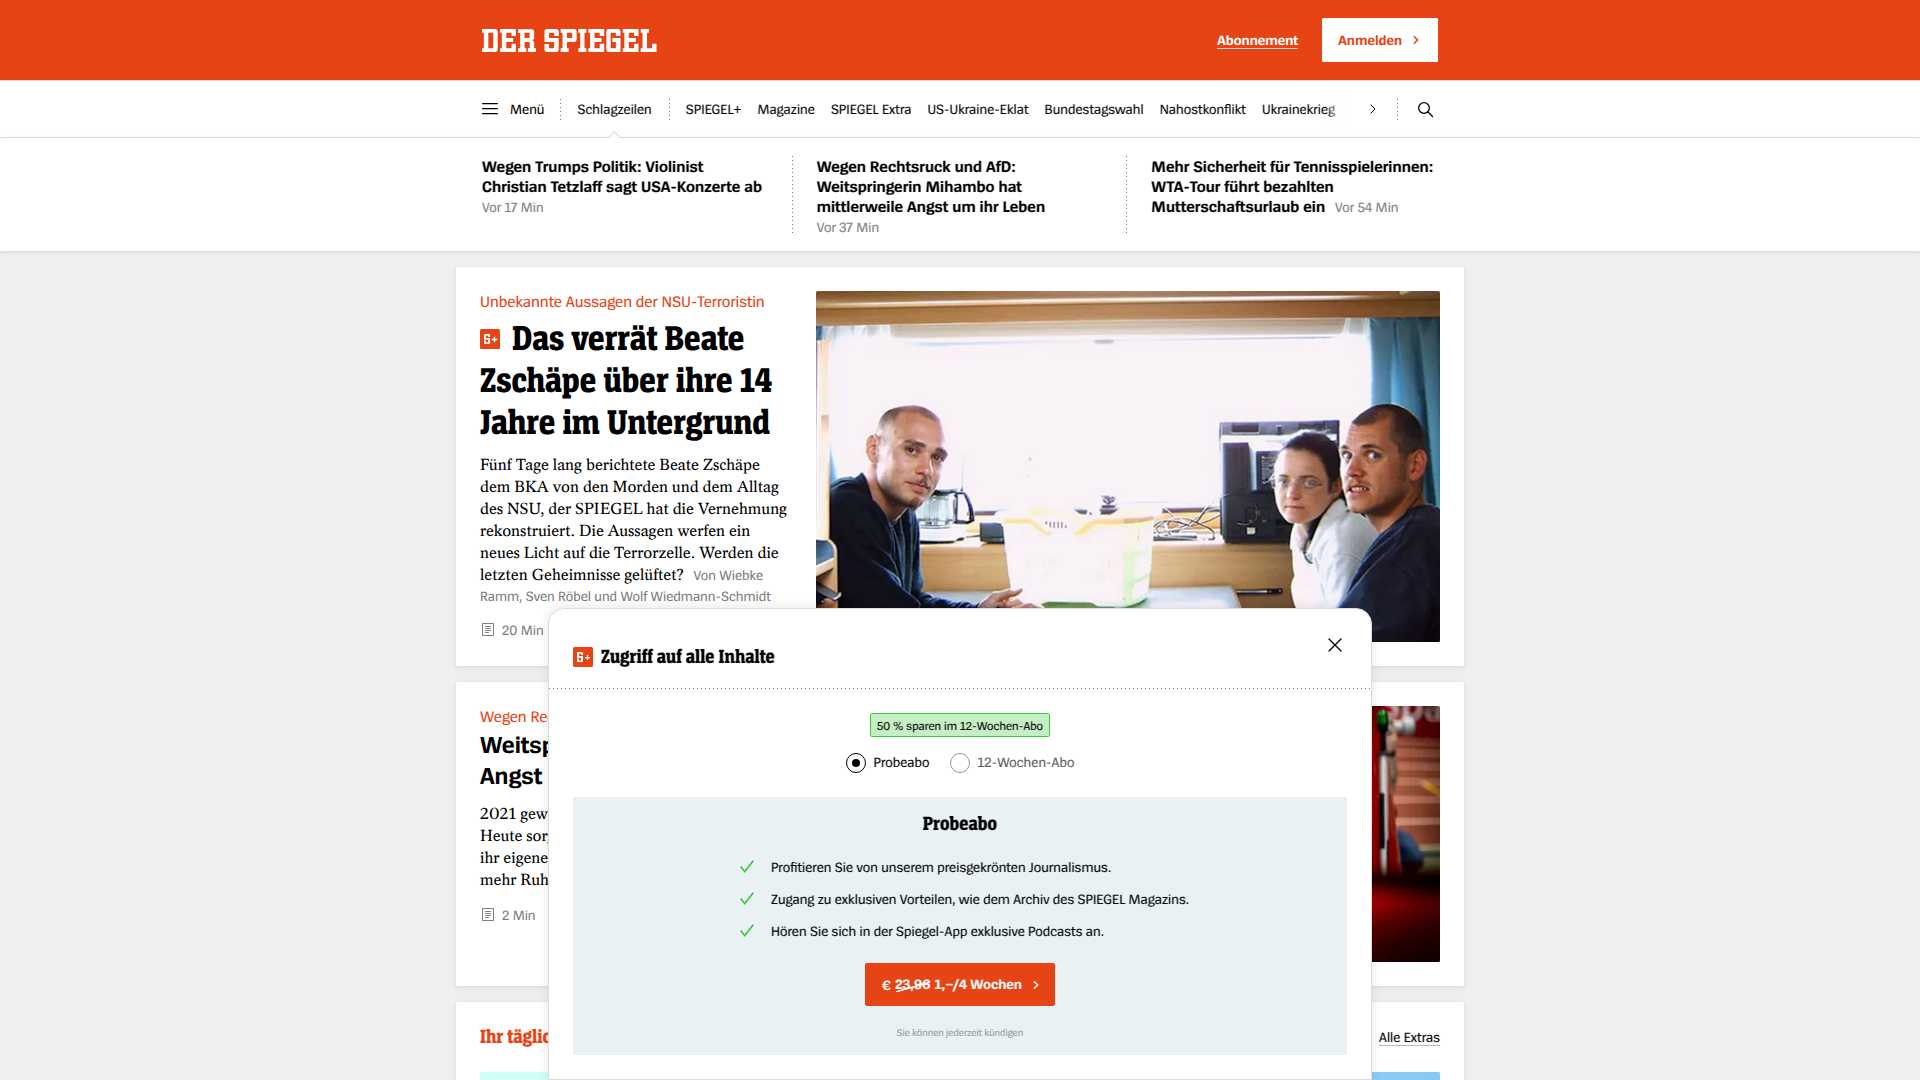 DER SPIEGEL
Abonnement
Anmelden
Menü
Schlagzeilen
SPIEGEL+
Magazine
SPIEGEL Extra
US-Ukraine-Eklat
Bundestagswahl
Nahostkonflikt
Ukrainekrieg
Wegen Trumps Politik: Violinist
Christian Tetzlaff sagt USA-Konzerte ab
Vor 17 Min
Wegen Rechtsruck und AfD:
Weitspringerin Mihambo hat
mittlerweile Angst um ihr Leben
Vor 37 Min
Mehr Sicherheit für Tennisspielerinnen:
WTA-Tour führt bezahlten
Mutterschaftsurlaub ein Vor 54 Min
Unbekannte Aussagen der NSU-Terroristin
S+ Das verrät Beate
Zschäpe über ihre 14
Jahre im Untergrund
Fünf Tage lang berichtete Beate Zschäpe
dem BKA von den Morden und dem Alltag
des NSU, der SPIEGEL hat die Vernehmung
rekonstruiert. Die Aussagen werfen ein
neues Licht auf die Terrorzelle. Werden die
letzten Geheimnisse gelüftet? Von Wiebke
Ramm, Sven Röbel und Wolf Wiedmann-Schmidt
20 Min
S+ Zugriff auf alle Inhalte
50 % sparen im 12-Wochen-Abo
Probeabo
12-Wochen-Abo
Probeabo
Profitieren Sie von unserem preisgekrönten Journalismus.
Zugang zu exklusiven Vorteilen, wie dem Archiv des SPIEGEL Magazins.
Hören Sie sich in der Spiegel-App exklusive Podcasts an.
€ 23,96 1,–/4 Wochen
Sie können jederzeit kündigen
Wegen Re
Weitsp
Angst
2021 gew
Heute sor
ihr eigene
mehr Ruh
2 Min
Ihr täglic
Alle Extras